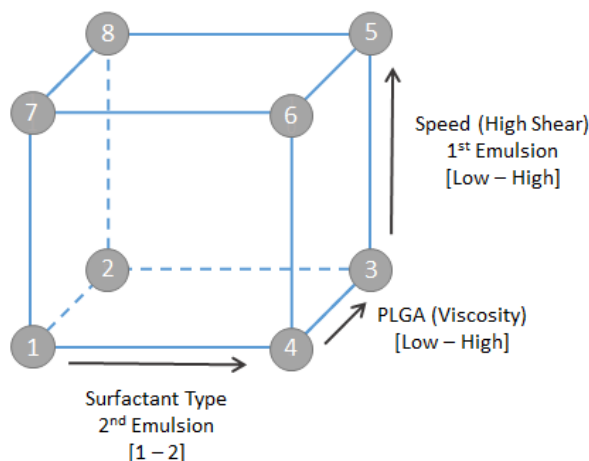 8
5
7
6
Speed (High Shear)
1st Emulsion
[Low – High]
2
3
PLGA (Viscosity)
[Low – High]
1
4
Surfactant Type
2nd Emulsion
[1 – 2]